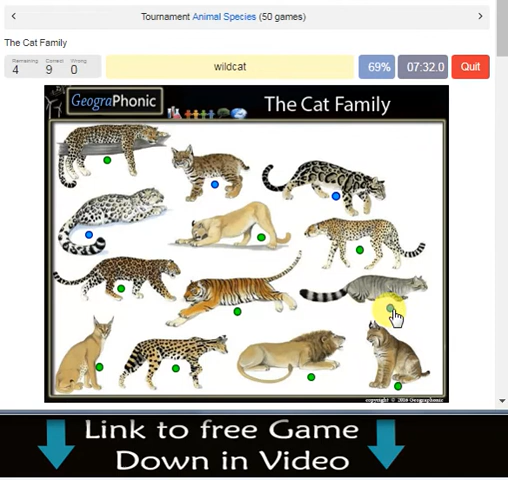 Tournament Animal Species (50 games)
The Cat Family
Remaining Correct Wrong
4 9 0
wildcat
69%
07:32.0
Quit
GeograPhonic
The Cat Family
copyright © 2016 Geographonic
Link to free Game
Down in Video